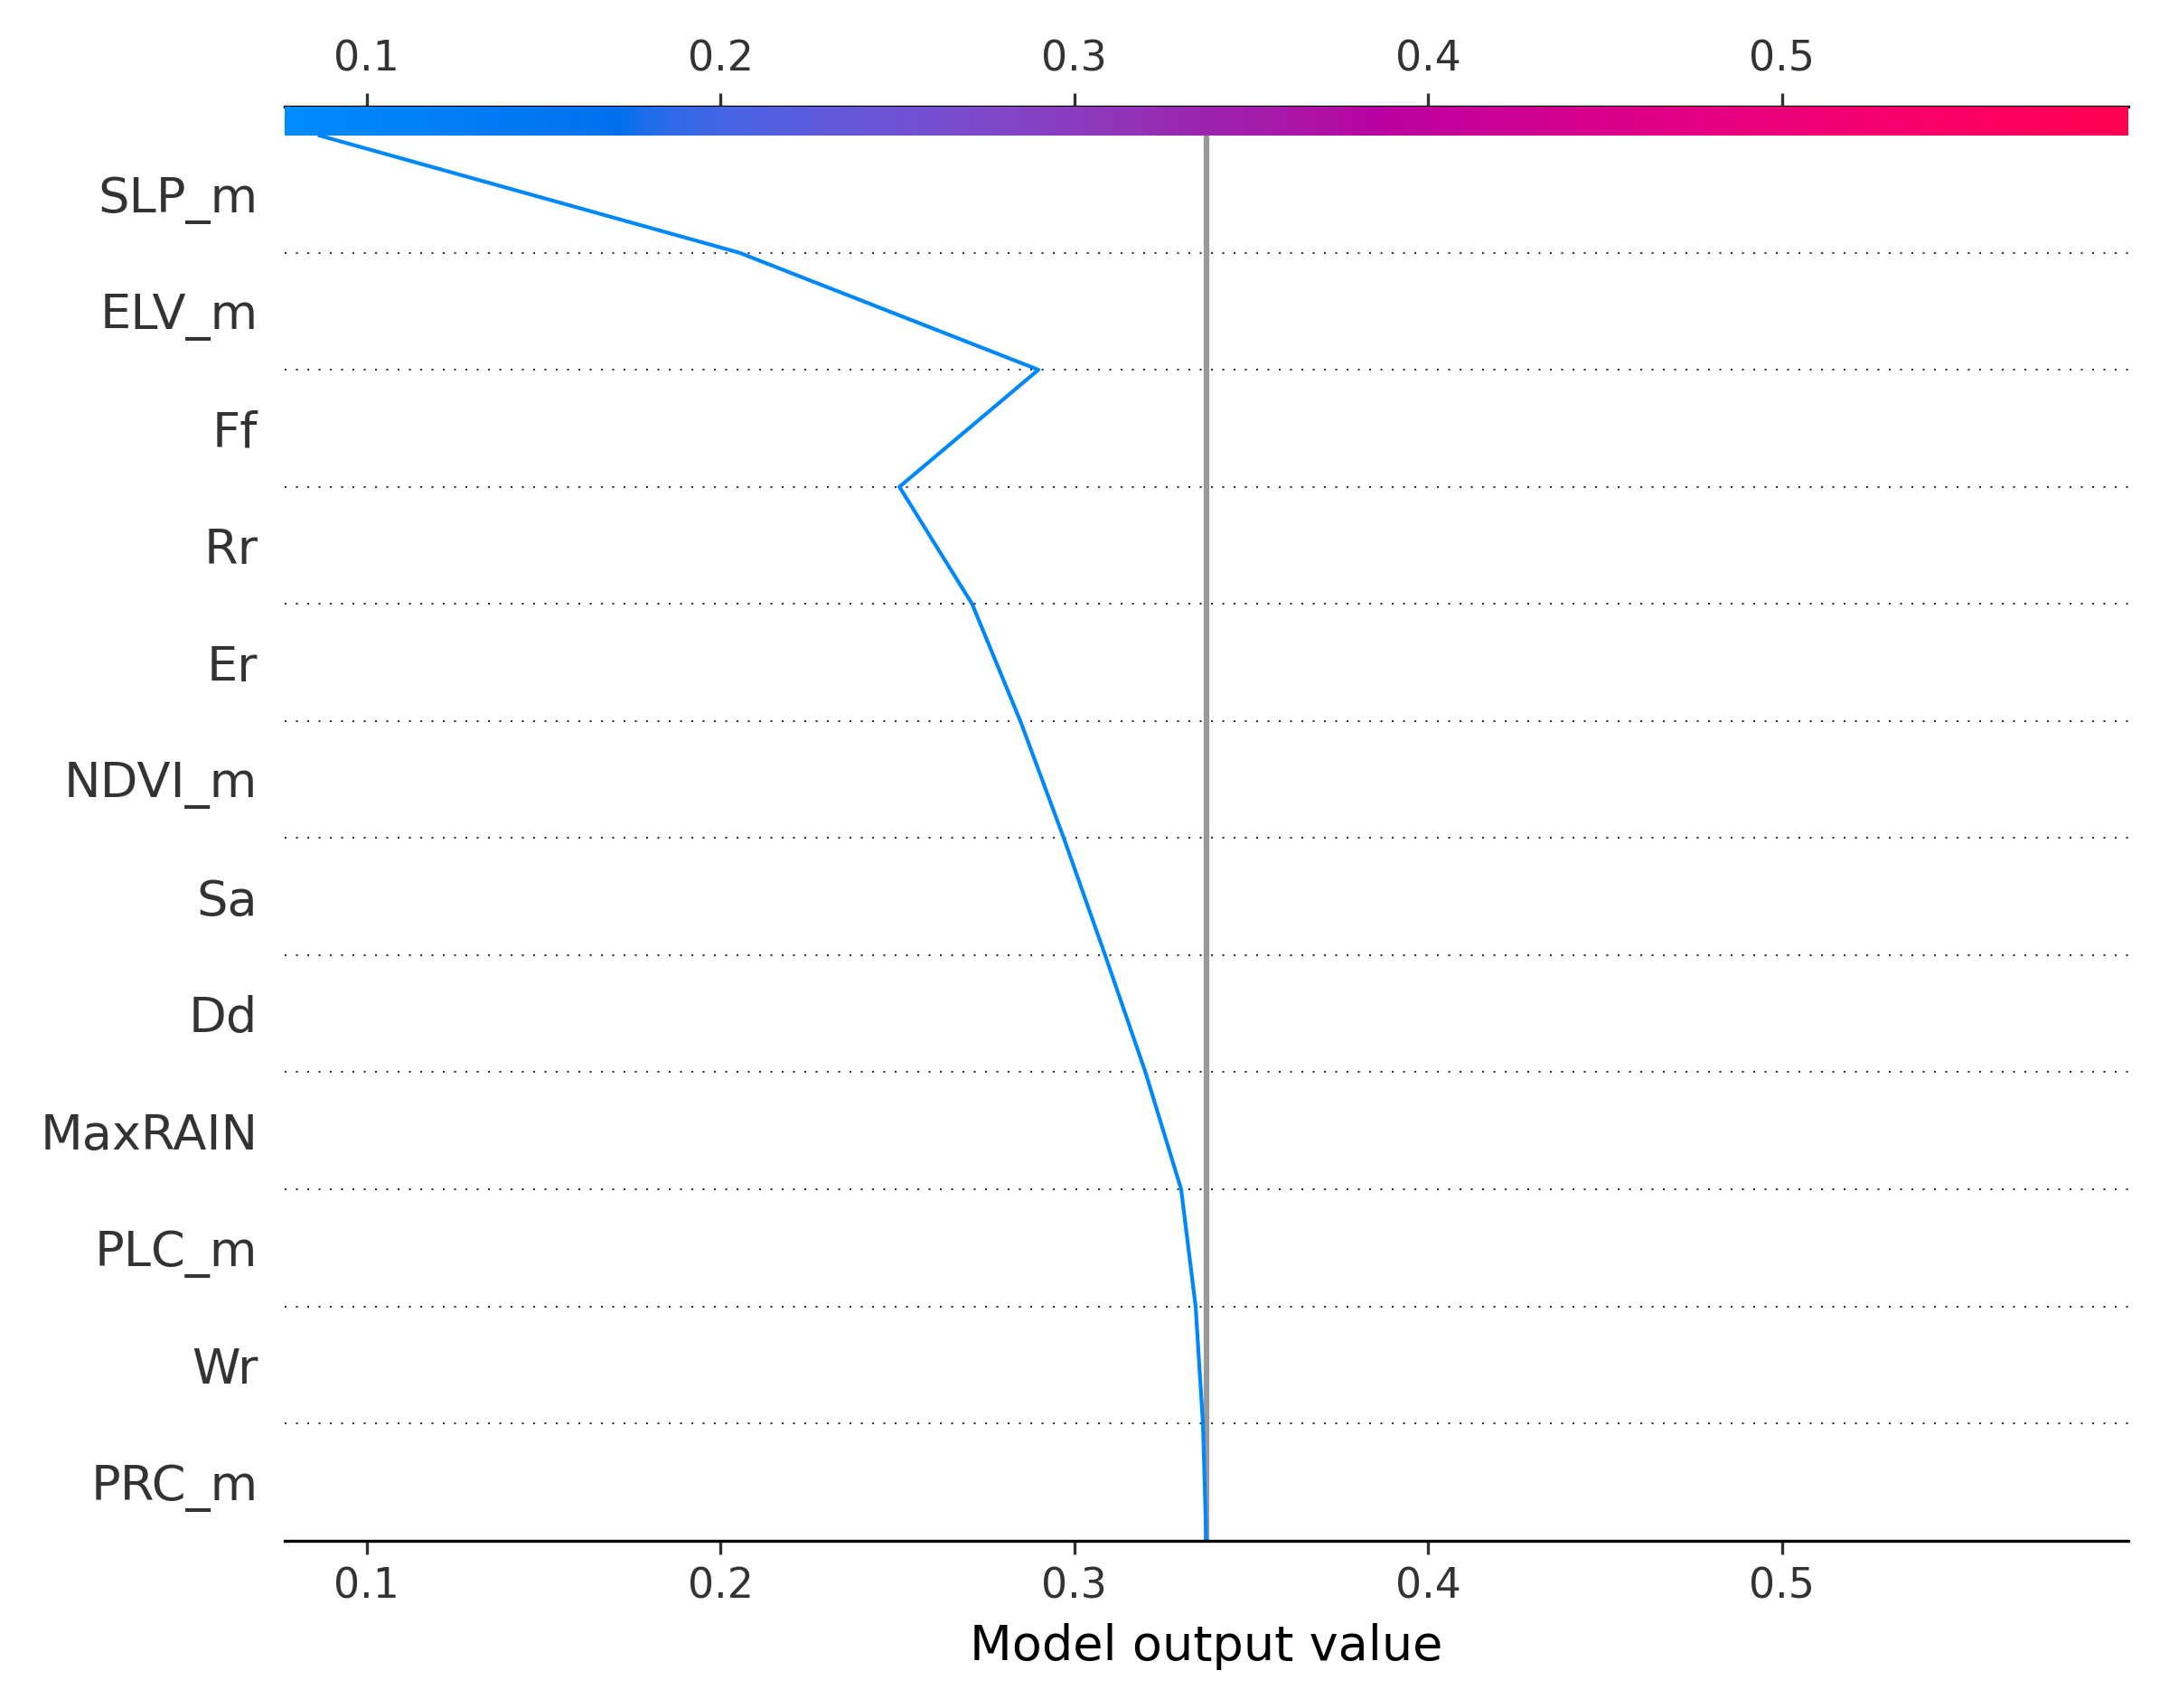 0.1 0.2 0.3 0.4 0.5
SLP_m
ELV_m
Ff
Rr
Er
NDVI_m
Sa
Dd
MaxRAIN
PLC_m
Wr
PRC_m
0.1 0.2 0.3 0.4 0.5
Model output value